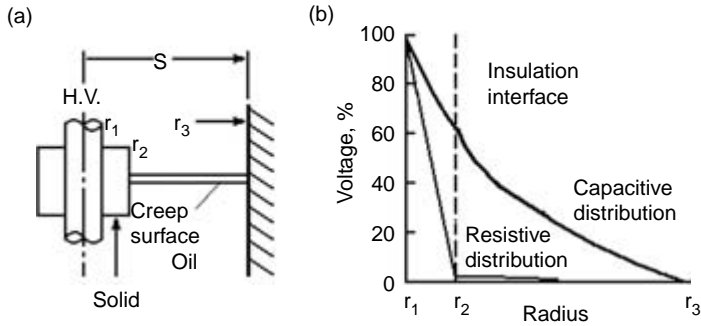 (a)
S
H.V.
r1
r2
r3
Creep
surface
Oil
Solid
(b)
100
80
60
40
20
0
Voltage, %
Insulation
interface
Capacitive
distribution
Resistive
distribution
r1
r2
Radius
r3